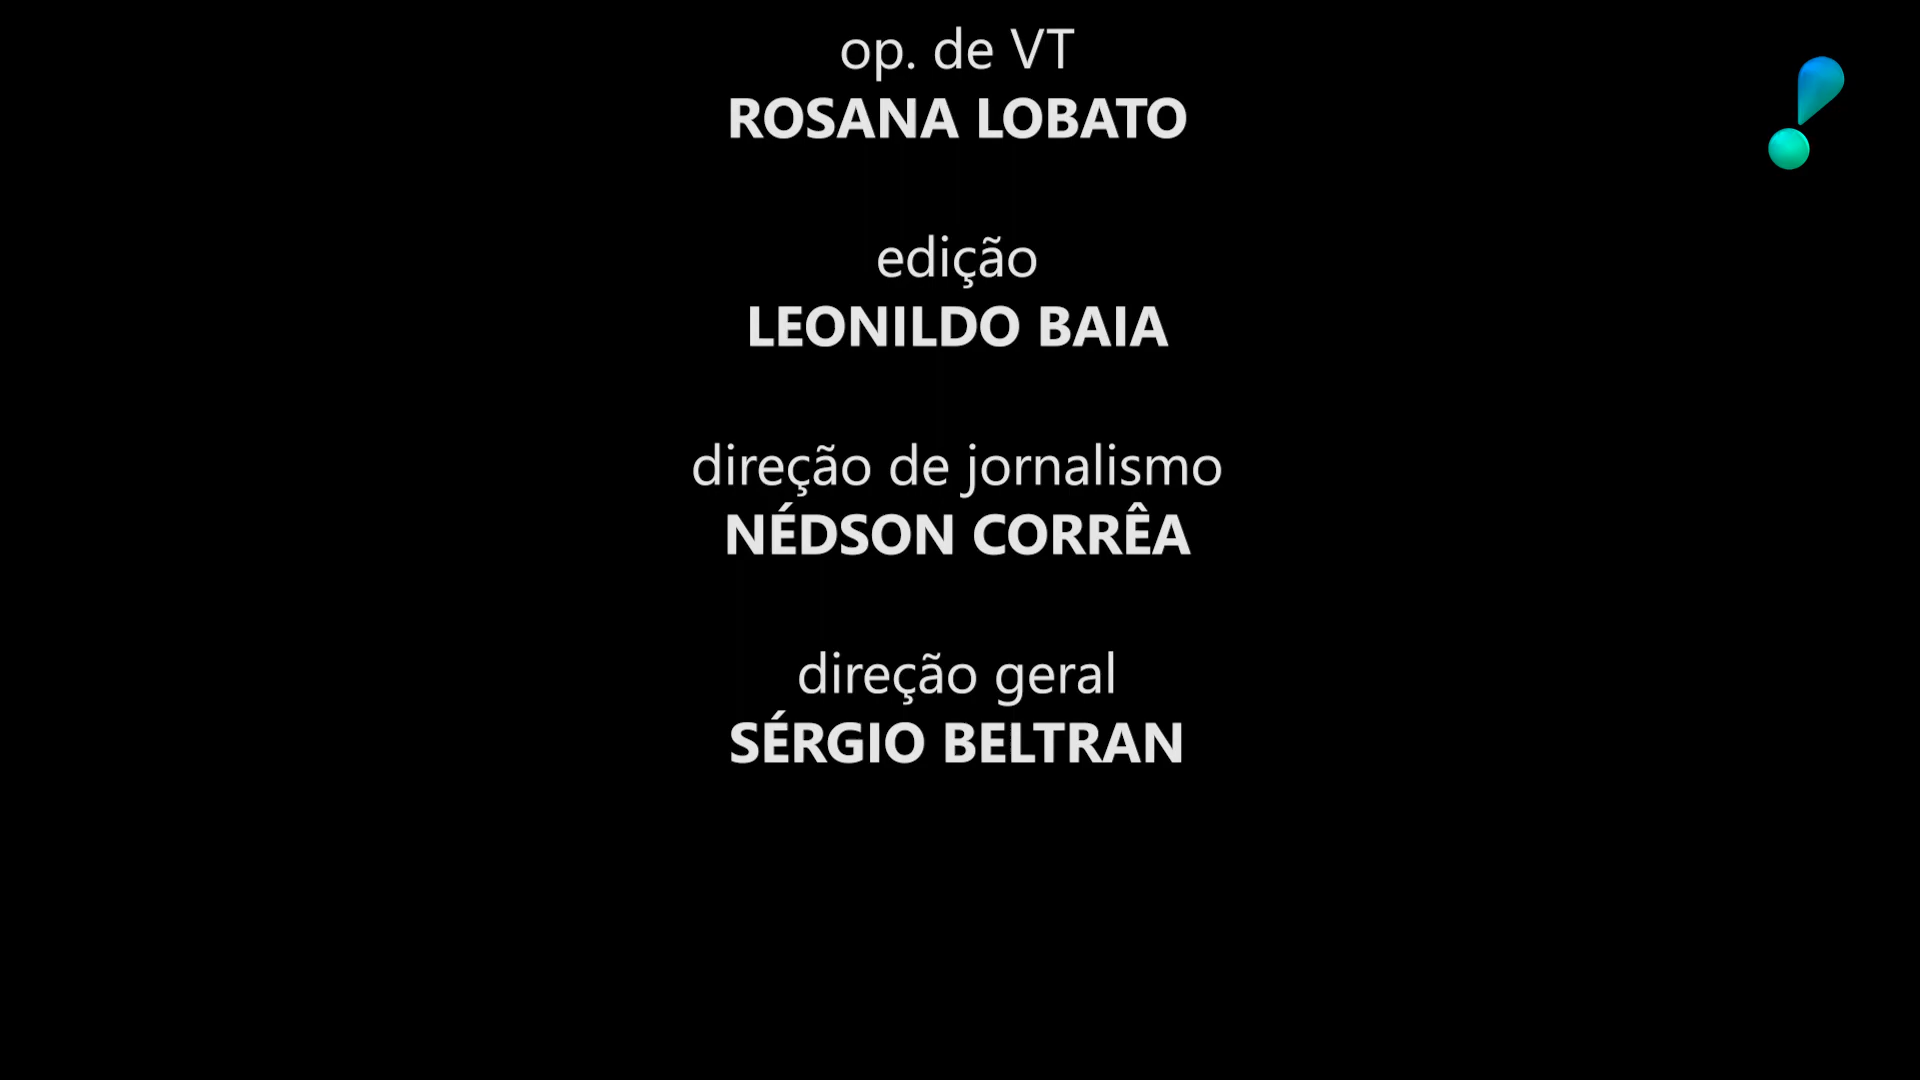 op. de VT
ROSANA LOBATO
edição
LEONILDO BAIA
direção de jornalismo
NÉDSON CORRÊA
direção geral
SÉRGIO BELTRAN